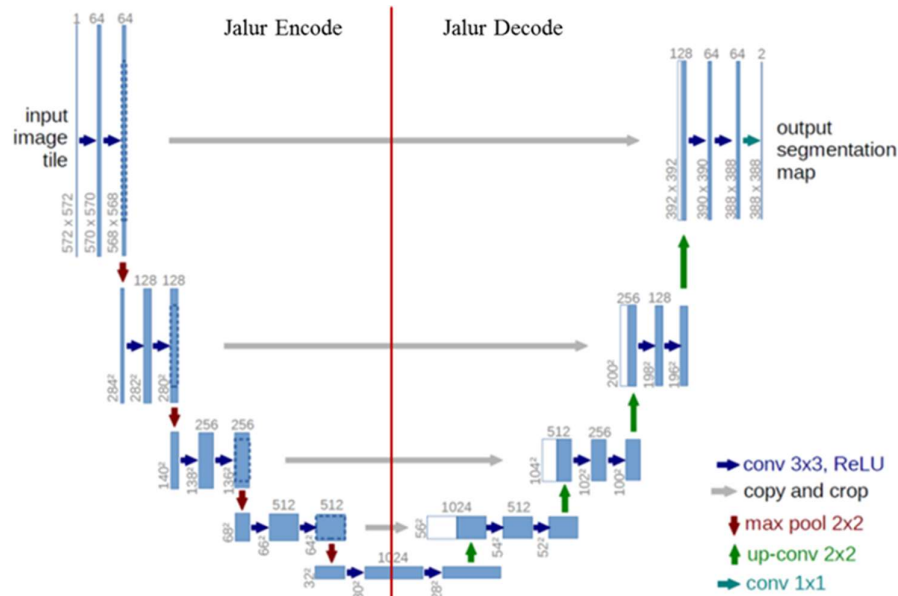 Jalur Encode
Jalur Decode
1 64 64
128 64 64 2
input
image
tile
output
segmentation
map
572 x 572
570 x 570
568 x 568
392 x 392
390 x 390
388 x 388
388 x 388
128 128
256 128
284²
282²
280²
200²
198²
196²
256 256
512 256
140²
138²
136²
104²
102²
100²
512 512
1024 512
68²
66²
64²
56²
54²
52²
1024
32²
conv 3x3, ReLU
copy and crop
max pool 2x2
up-conv 2x2
conv 1x1